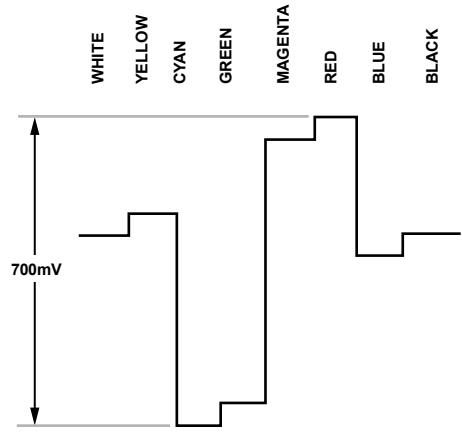 WHITE
YELLOW
CYAN
GREEN
MAGENTA
RED
BLUE
BLACK
700mV